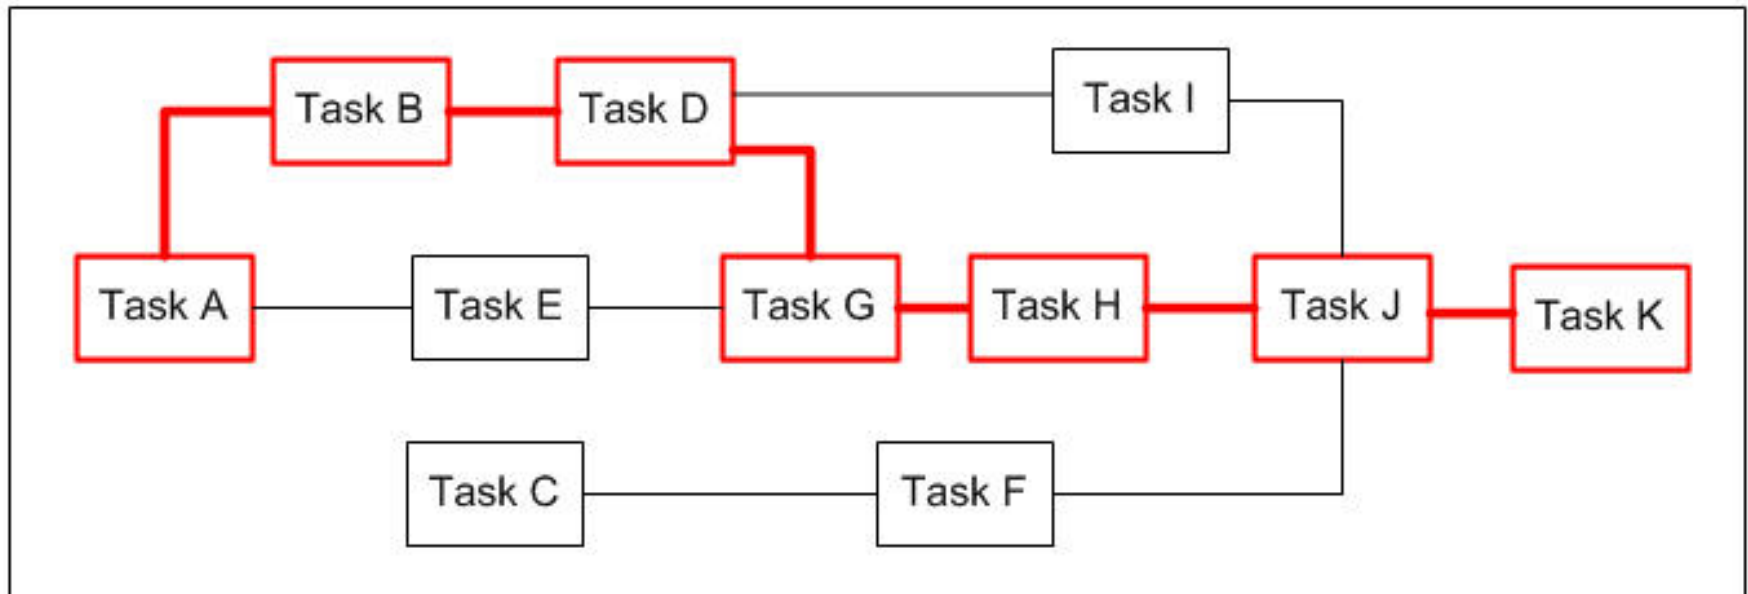 Task B
Task D
Task I
Task A
Task E
Task G
Task H
Task J
Task K
Task C
Task F